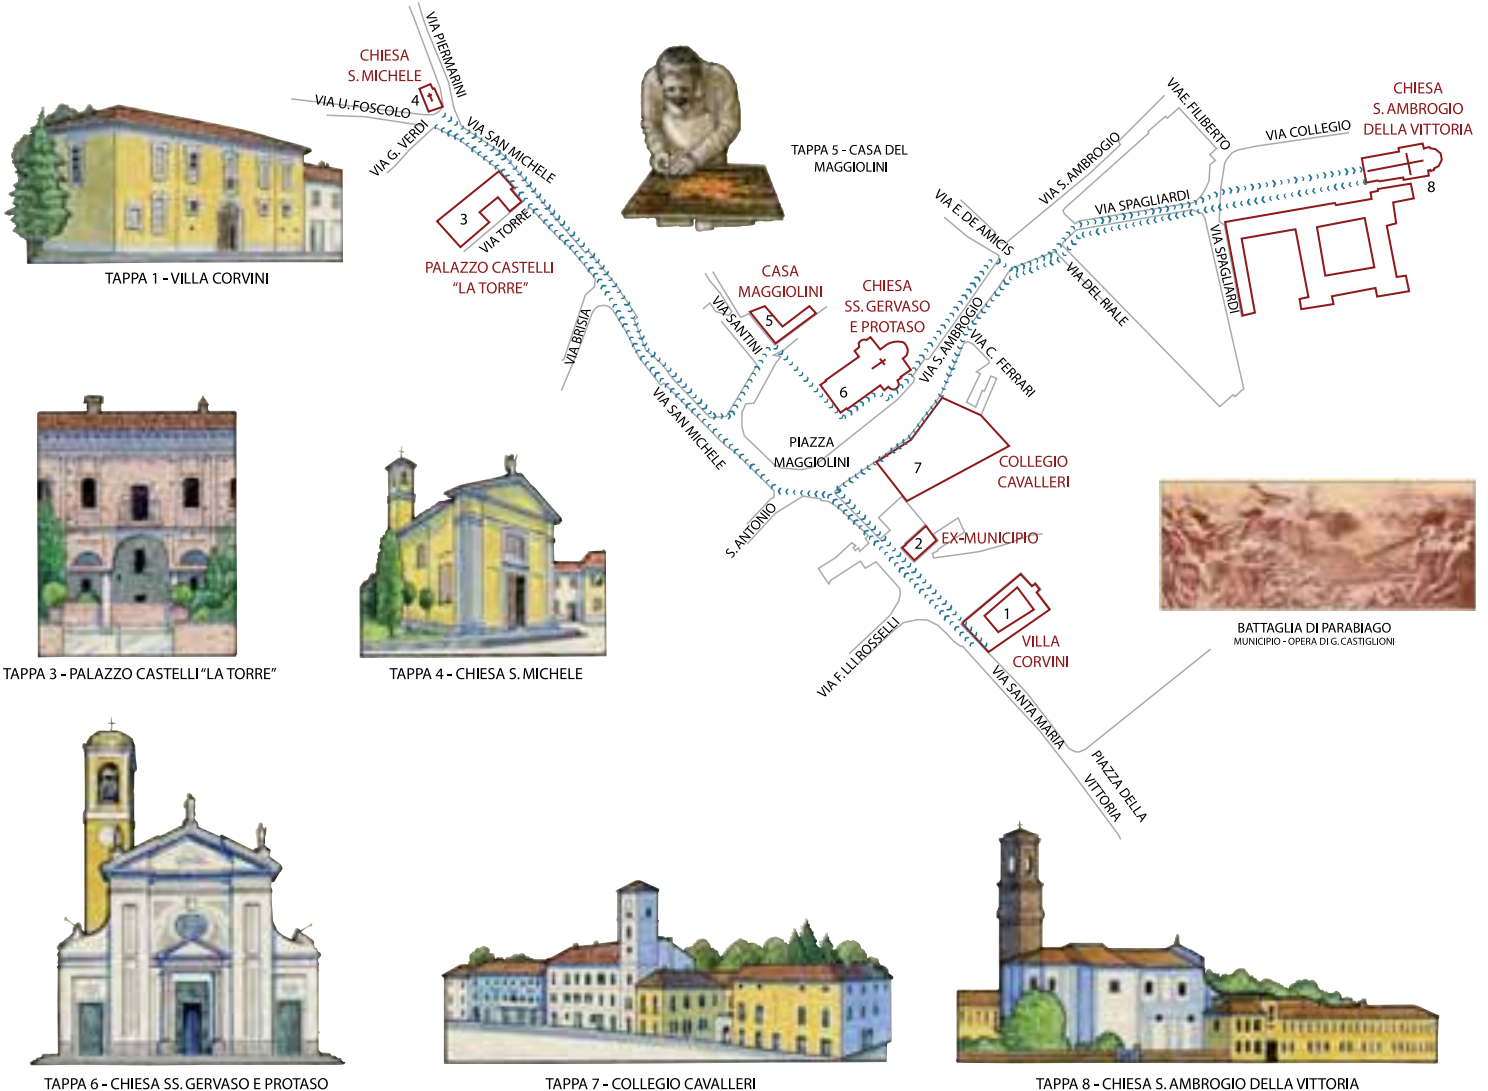 VIA PIERMARINI
CHIESA
S. MICHELE
4
VIA U. FOSCOLO
VIA G. VERDI
VIA SAN MICHELE
3
VIA TORRE
PALAZZO CASTELLI
“LA TORRE”
TAPPA 1 - VILLA CORVINI
TAPPA 5 - CASA DEL
MAGGIOLINI
VIA E. FILIBERTO
CHIESA
S. AMBROGIO
DELLA VITTORIA
VIA COLLEGIO
8
VIA S. AMBROGIO
VIA E. DE AMICIS
VIA SPAGLIARDI
VIA SPAGLIARDI
VIA DEL RIALE
CASA
MAGGIOLINI
5
VIA SANTINI
CHIESA
SS. GERVASO
E PROTASO
6
VIA S. AMBROGIO
VIA C. FERRARI
VIA BRISIA
VIA SAN MICHELE
PIAZZA
MAGGIOLINI
7
COLLEGIO
CAVALLERI
S. ANTONIO
2
EX-MUNICIPIO
1
VILLA
CORVINI
VIA F.LLI ROSSELLI
VIA SANTA MARIA
PIAZZA DELLA
VITTORIA
BATTAGLIA DI PARABIAGO
MUNICIPIO - OPERA DI G. CASTIGLIONI
TAPPA 3 - PALAZZO CASTELLI “LA TORRE”
TAPPA 4 - CHIESA S. MICHELE
TAPPA 6 - CHIESA SS. GERVASO E PROTASO
TAPPA 7 - COLLEGIO CAVALLERI
TAPPA 8 - CHIESA S. AMBROGIO DELLA VITTORIA